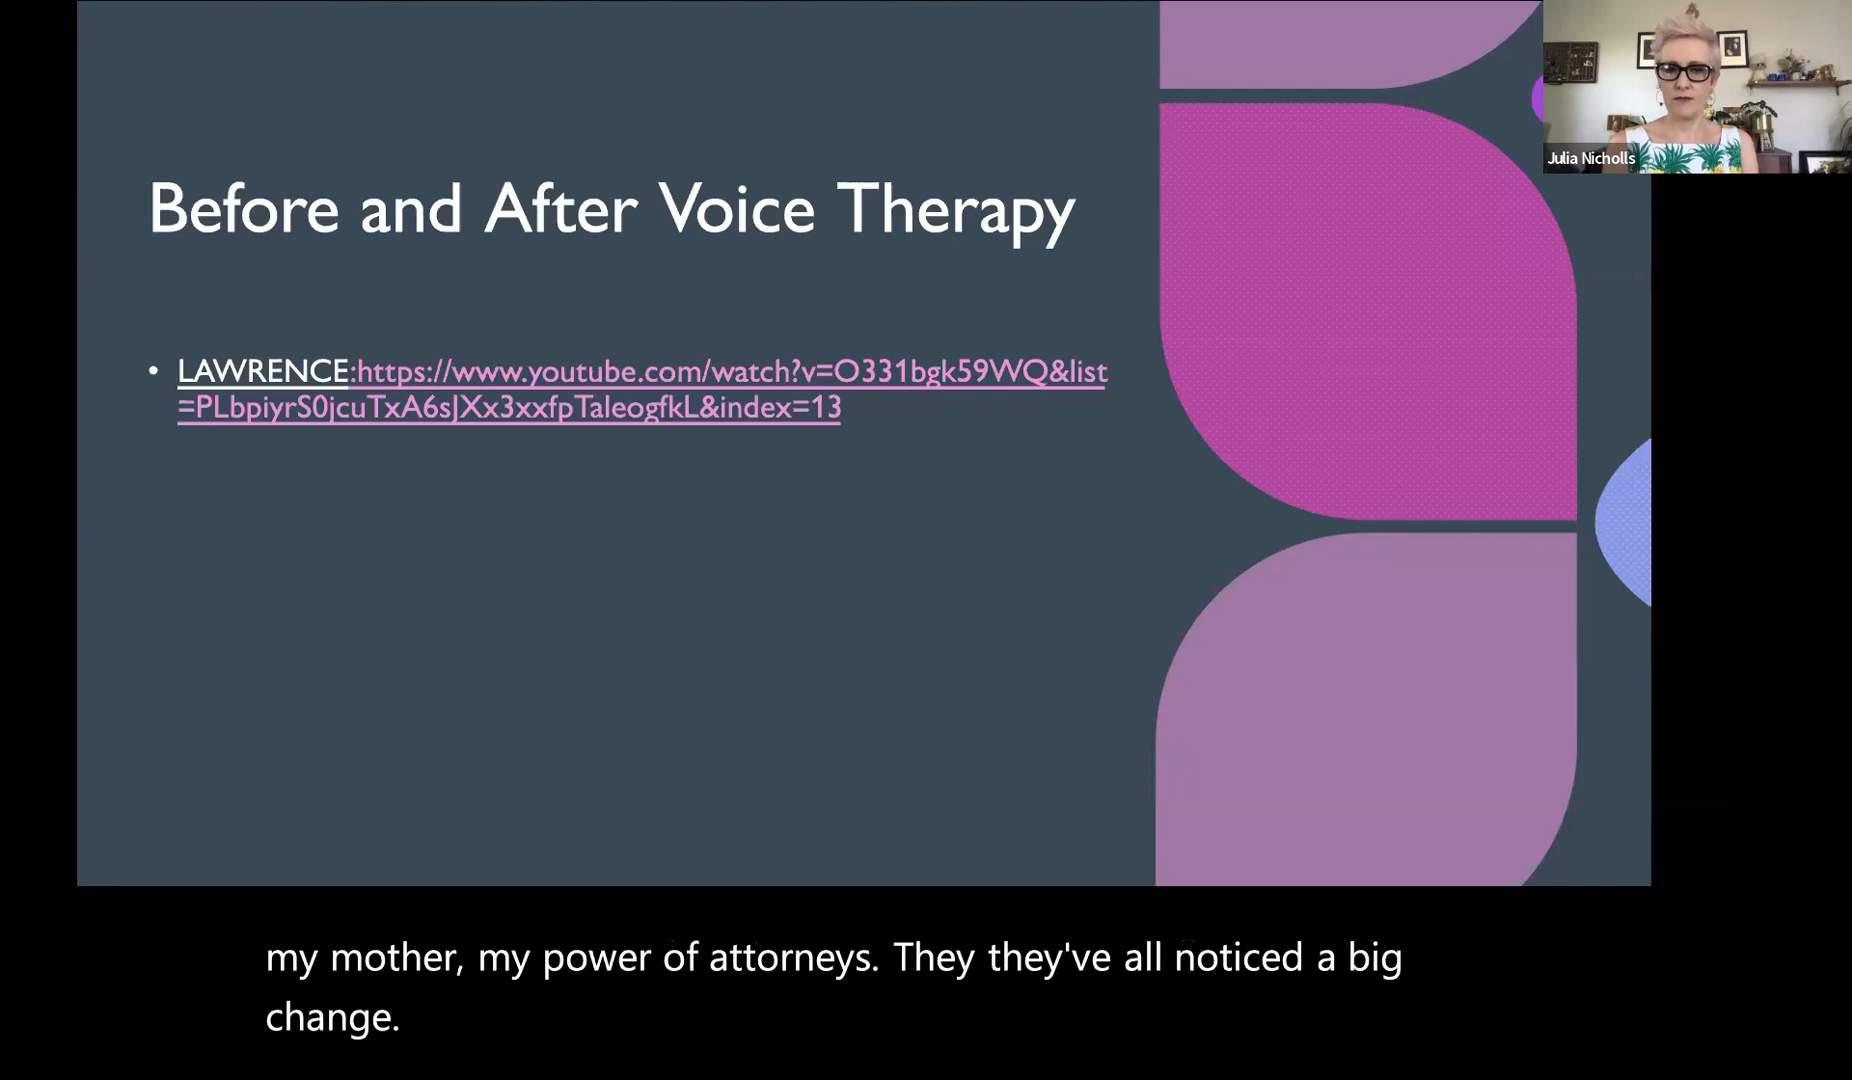 Julia Nicholls
Before and After Voice Therapy
• LAWRENCE:https://www.youtube.com/watch?v=O331bgk59WQ&list
=PLbpiyrS0jcuTxA6sJXx3xxfpTaleogfkL&index=13
my mother, my power of attorneys. They they've all noticed a big
change.